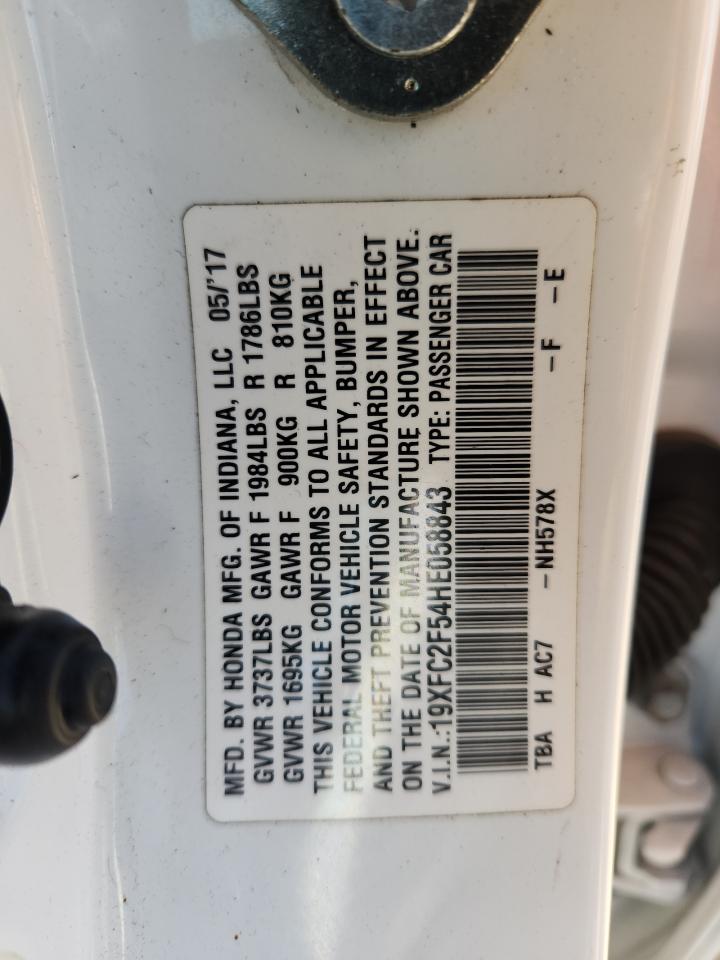 MFD. BY HONDA MFG. OF INDIANA, LLC 05/'17
GVWR 3737LBS GAWR F 1984LBS R 1786LBS
GVWR 1695KG GAWR F 900KG R 810KG
THIS VEHICLE CONFORMS TO ALL APPLICABLE
FEDERAL MOTOR VEHICLE SAFETY, BUMPER,
AND THEFT PREVENTION STANDARDS IN EFFECT
ON THE DATE OF MANUFACTURE SHOWN ABOVE.
V.I.N.:19XFC2F54HE058843 TYPE: PASSENGER CAR
TBA H AC7 -NH578X -F -E